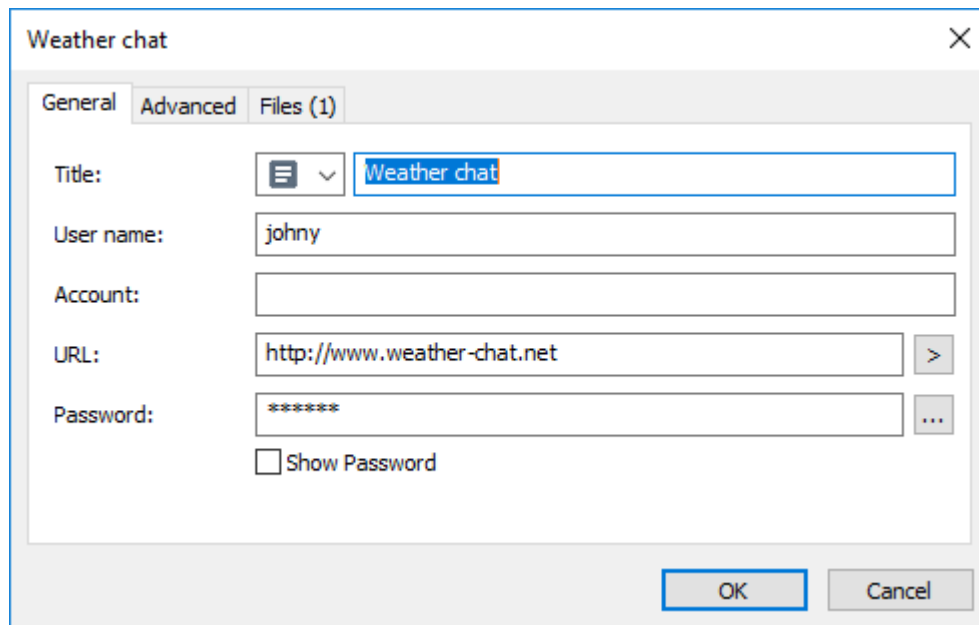 Weather chat
General Advanced Files (1)
Title: Weather chat
User name: johny
Account:
URL: http://www.weather-chat.net >
Password: ****** ...
Show Password
OK Cancel